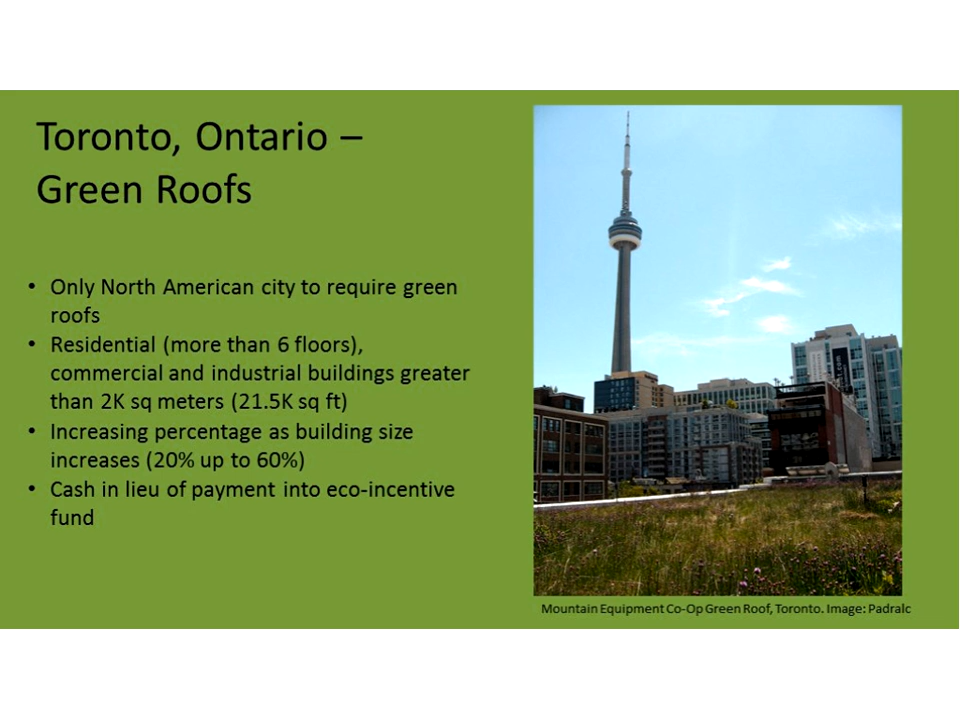 Toronto, Ontario –
Green Roofs
• Only North American city to require green
roofs
• Residential (more than 6 floors),
commercial and industrial buildings greater
than 2K sq meters (21.5K sq ft)
• Increasing percentage as building size
increases (20% up to 60%)
• Cash in lieu of payment into eco-incentive
fund
Mountain Equipment Co-Op Green Roof, Toronto. Image: Padralc